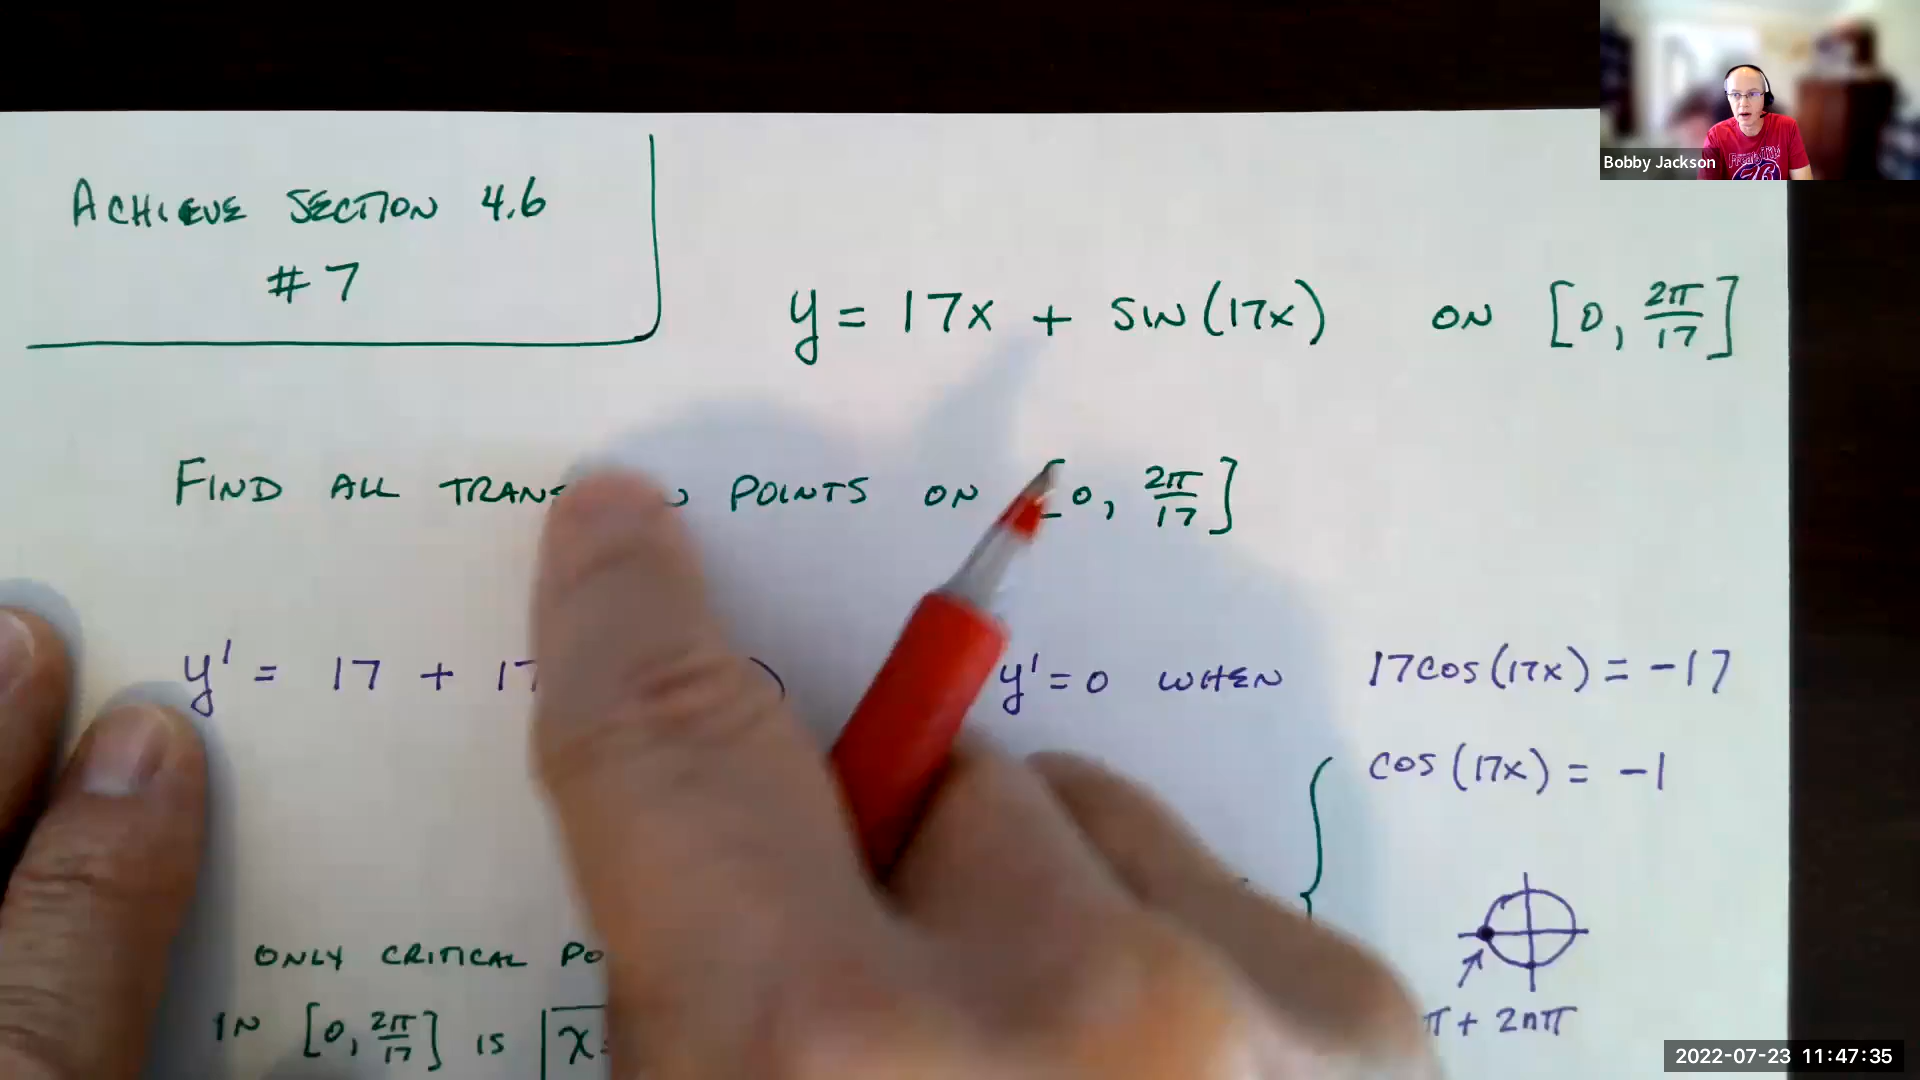 ACHIEVE SECTION 4.6
# 7
y = 17x + SIN(17x) ON [0, 2π/17]
FIND ALL POINTS ON [0, 2π/17]
y' = 17 + 17 ) y' = 0 WHEN 17cos(17x) = -17
cos(17x) = -1
π + 2nπ
ONLY CRITICAL
IN [0, 2π/17] IS x
Bobby Jackson
2022-07-23 11:47:35